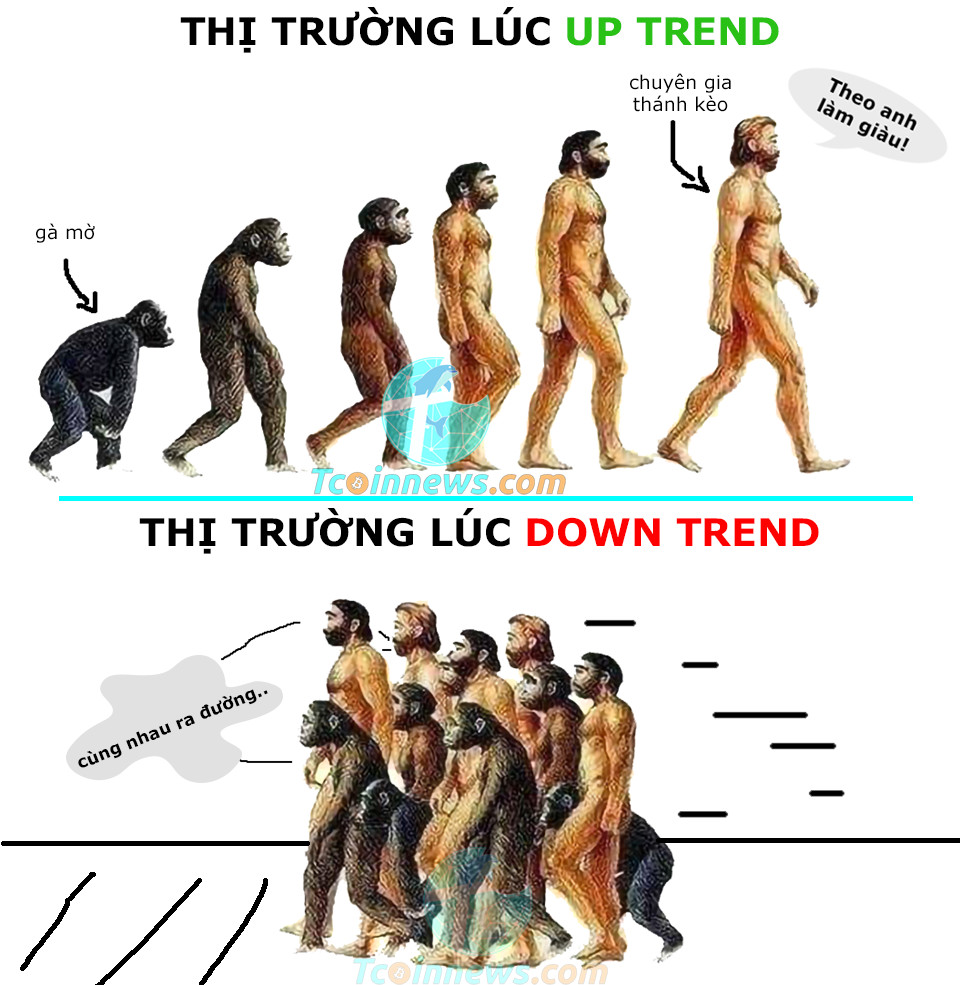 THỊ TRƯỜNG LÚC UP TREND
chuyên gia
thánh kèo
Theo anh
làm giàu!
gà mờ
Tcoinnews.com
THỊ TRƯỜNG LÚC DOWN TREND
cùng nhau ra đường..
Tcoinnews.com